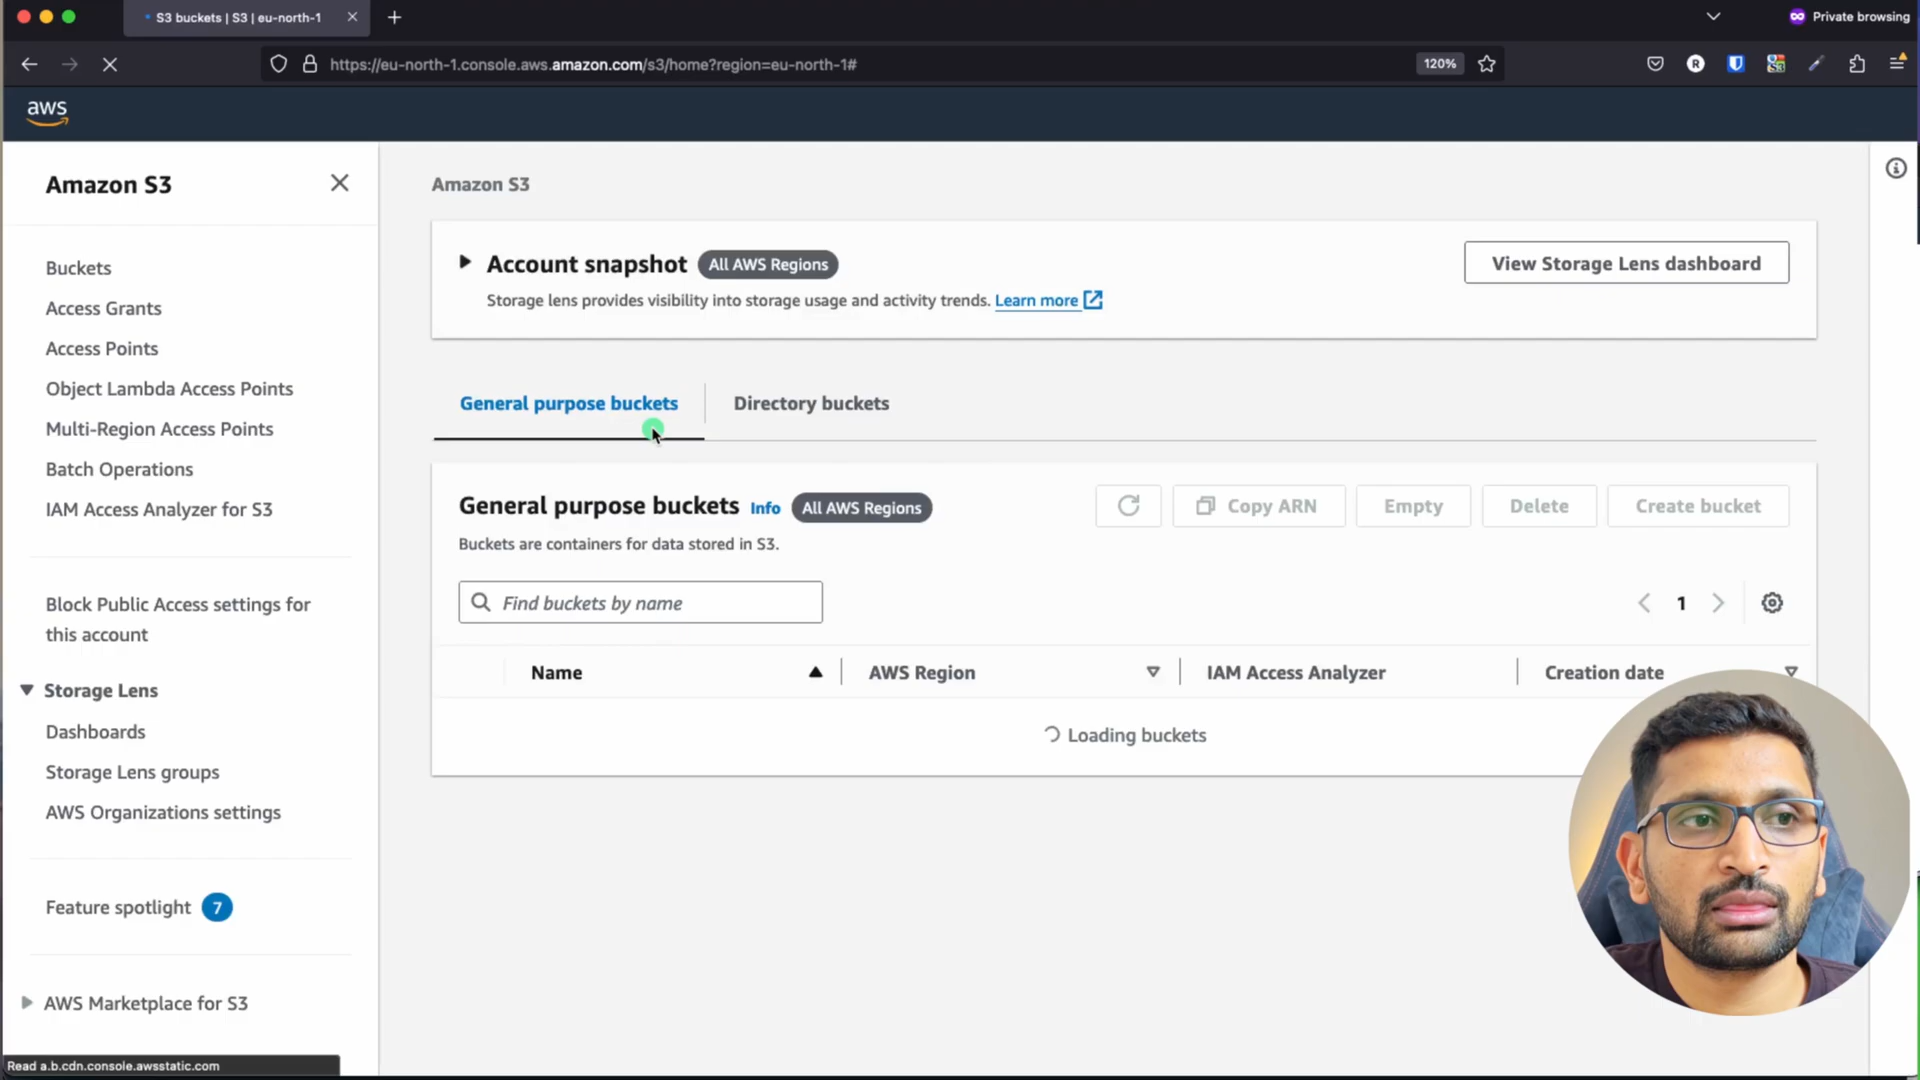 S3 buckets | S3 | eu-north-1
Private browsing
https://eu-north-1.console.aws.amazon.com/s3/home?region=eu-north-1#
120%
R
aws
Amazon S3
Buckets
Access Grants
Access Points
Object Lambda Access Points
Multi-Region Access Points
Batch Operations
IAM Access Analyzer for S3
Block Public Access settings for
this account
Storage Lens
Dashboards
Storage Lens groups
AWS Organizations settings
Feature spotlight 7
AWS Marketplace for S3
Read a.b.cdn.console.awsstatic.com
Amazon S3
Account snapshot All AWS Regions
View Storage Lens dashboard
Storage lens provides visibility into storage usage and activity trends. Learn more
General purpose buckets
Directory buckets
General purpose buckets Info All AWS Regions
Copy ARN
Empty
Delete
Create bucket
Buckets are containers for data stored in S3.
Find buckets by name
1
Name
AWS Region
IAM Access Analyzer
Creation date
Loading buckets